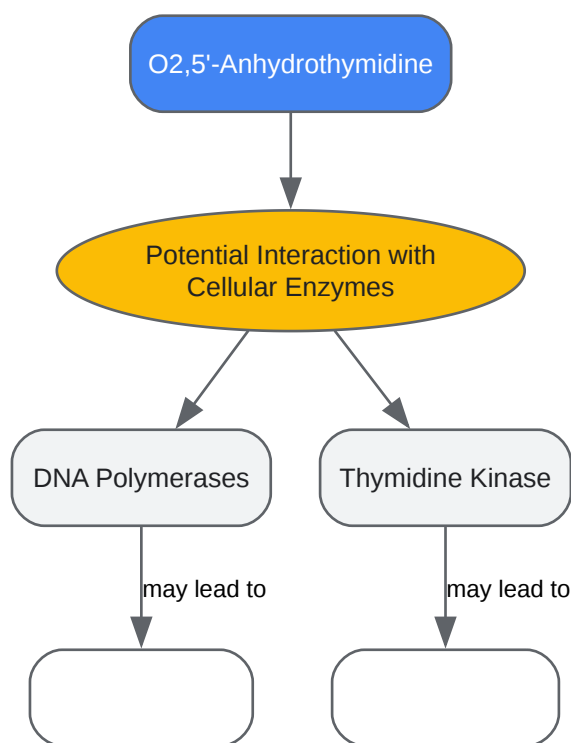 O2,5'-Anhydrothymidine
Potential Interaction with
Cellular Enzymes
DNA Polymerases
Thymidine Kinase
may lead to
may lead to